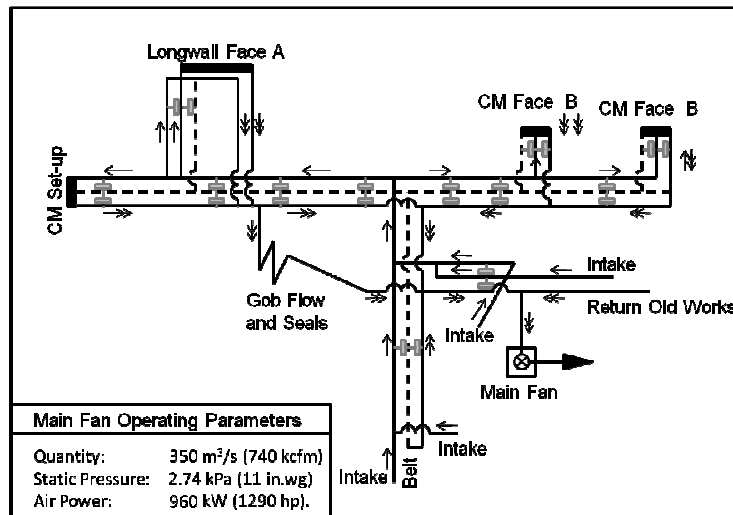 Longwall Face A
CM Face B
CM Face B
CM Set-up
Intake
Gob Flow
and Seals
Return Old Works
Intake
Main Fan
Main Fan Operating Parameters
Quantity: 350 m³/s (740 kcfm)
Static Pressure: 2.74 kPa (11 in.wg)
Air Power: 960 kW (1290 hp).
Intake
Belt
Intake